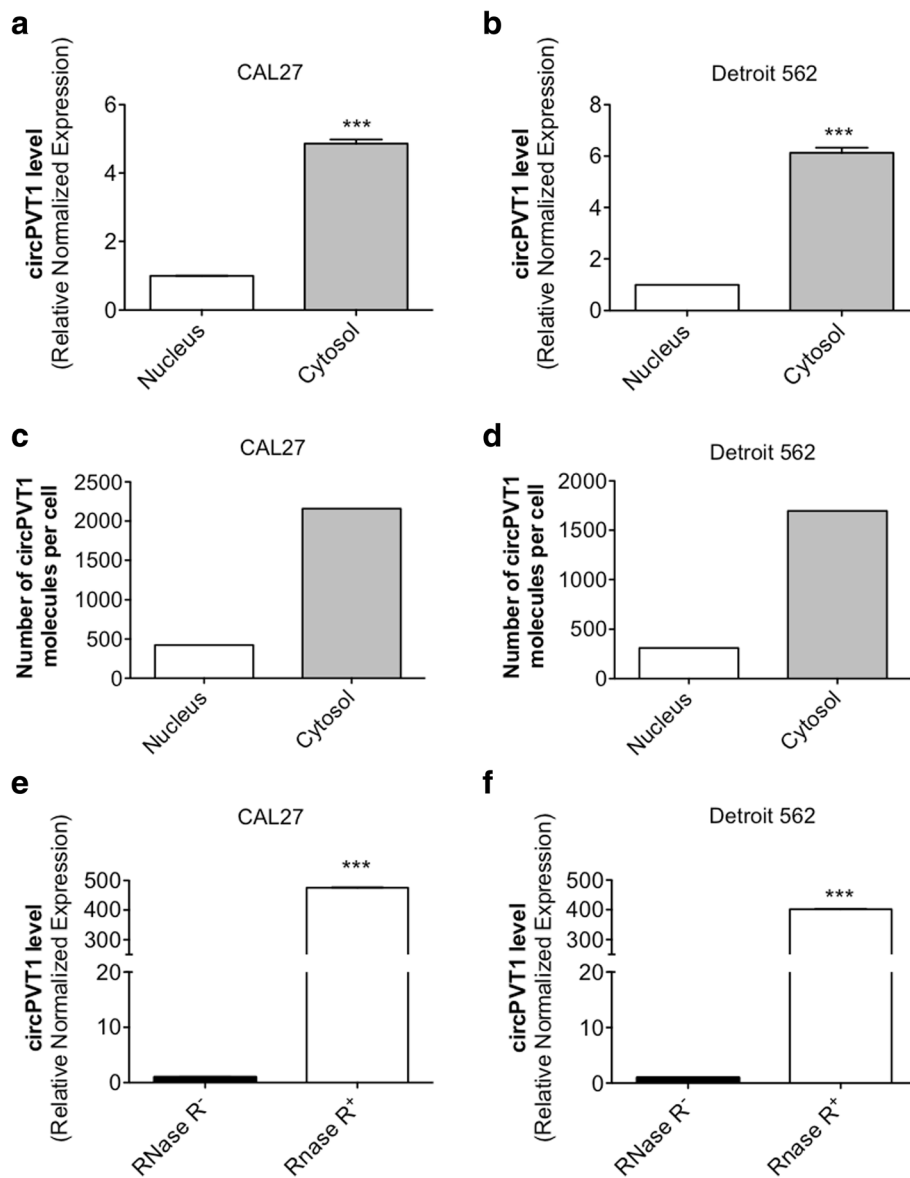 a
CAL27
circPVT1 level
(Relative Normalized Expression)
6
4
2
0
***
Nucleus
Cytosol
b
Detroit 562
circPVT1 level
(Relative Normalized Expression)
8
6
4
2
0
***
Nucleus
Cytosol
c
CAL27
Number of circPVT1
molecules per cell
2500
2000
1500
1000
500
0
Nucleus
Cytosol
d
Detroit 562
Number of circPVT1
molecules per cell
2000
1500
1000
500
0
Nucleus
Cytosol
e
CAL27
circPVT1 level
(Relative Normalized Expression)
500
400
300
20
10
0
***
RNase R⁻
Rnase R⁺
f
Detroit 562
circPVT1 level
(Relative Normalized Expression)
500
400
300
20
10
0
***
RNase R⁻
Rnase R⁺